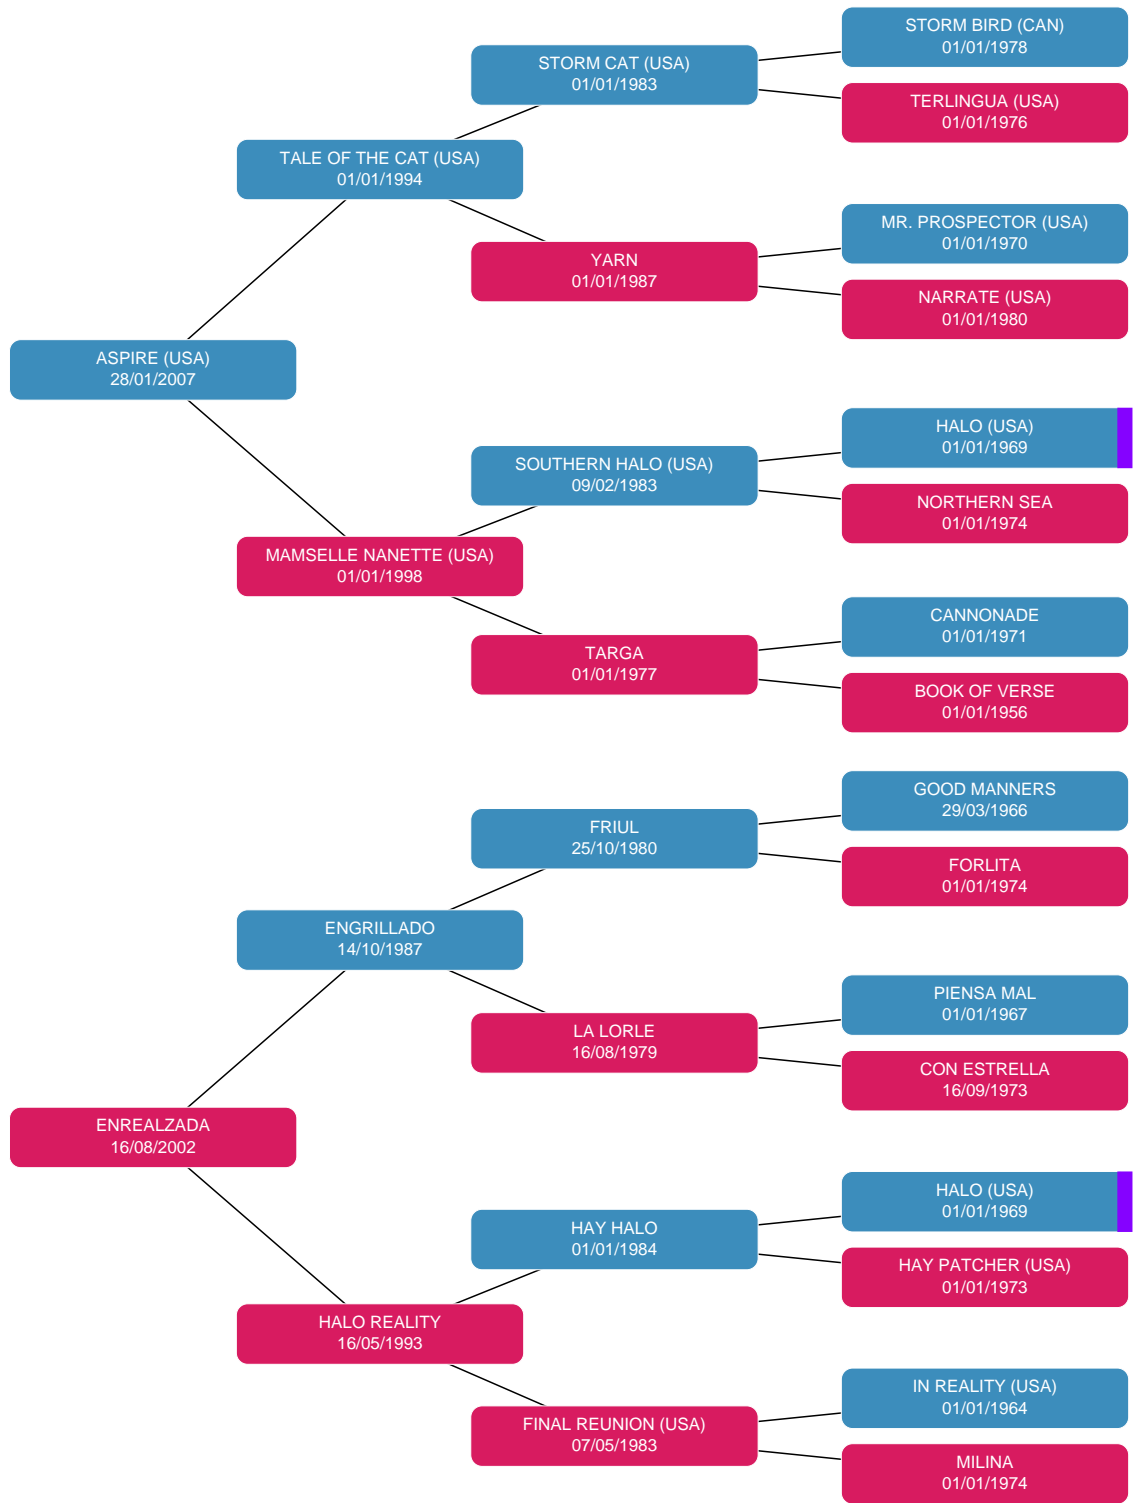 STORM BIRD (CAN)
01/01/1978
STORM CAT (USA)
01/01/1983
TERLINGUA (USA)
01/01/1976
TALE OF THE CAT (USA)
01/01/1994
MR. PROSPECTOR (USA)
01/01/1970
YARN
01/01/1987
NARRATE (USA)
01/01/1980
ASPIRE (USA)
28/01/2007
HALO (USA)
01/01/1969
SOUTHERN HALO (USA)
09/02/1983
NORTHERN SEA
01/01/1974
MAMSELLE NANETTE (USA)
01/01/1998
CANNONADE
01/01/1971
TARGA
01/01/1977
BOOK OF VERSE
01/01/1956
GOOD MANNERS
29/03/1966
FRIUL
25/10/1980
FORLITA
01/01/1974
ENGRILLADO
14/10/1987
PIENSA MAL
01/01/1967
LA LORLE
16/08/1979
CON ESTRELLA
16/09/1973
ENREALZADA
16/08/2002
HALO (USA)
01/01/1969
HAY HALO
01/01/1984
HAY PATCHER (USA)
01/01/1973
HALO REALITY
16/05/1993
IN REALITY (USA)
01/01/1964
FINAL REUNION (USA)
07/05/1983
MILINA
01/01/1974